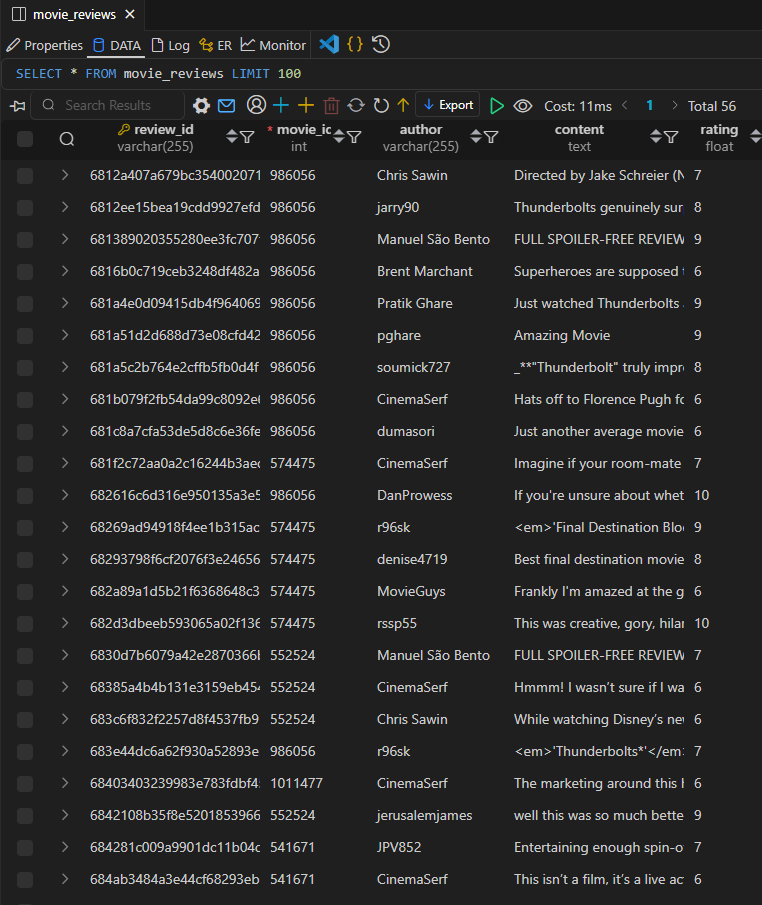 movie_reviews
Properties DATA Log ER Monitor
SELECT * FROM movie_reviews LIMIT 100
Search Results Export Cost: 11ms 1 Total 56
review_id * movie_ic author content rating
varchar(255) int varchar(255) text float
6812a407a679bc354002071 986056 Chris Sawin Directed by Jake Schreier (N 7
6812ee15bea19cdd9927efd 986056 jarry90 Thunderbolts genuinely sur 8
681389020355280ee3fc707 986056 Manuel São Bento FULL SPOILER-FREE REVIEW 9
6816b0c719ceb3248df482a 986056 Brent Marchant Superheroes are supposed 6
681a4e0d09415db4f964069 986056 Pratik Ghare Just watched Thunderbolts 9
681a51d2d688d73e08cfd42 986056 pghare Amazing Movie 9
681a5c2b764e2cffb5fb0d4f 986056 soumick727 _**"Thunderbolt" truly impr 8
681b079f2fb54da99c8092e 986056 CinemaSerf Hats off to Florence Pugh fo 6
681c8a7cfa53de5d8c6e36fe 986056 dumasori Just another average movie 6
681f2c72aa0a2c16244b3aec 574475 CinemaSerf Imagine if your room-mate 7
682616c6d316e950135a3e5 986056 DanProwess If you're unsure about whet 10
68269ad94918f4ee1b315ac 574475 r96sk <em>'Final Destination Bloo 9
68293798f6cf2076f3e24656 574475 denise4719 Best final destination movie 8
682a89a1d5b21f6368648c3 574475 MovieGuys Frankly I'm amazed at the g 6
682d3dbeeb593065a02f136 574475 rssp55 This was creative, gory, hilar 10
6830d7b6079a42e2870366b 552524 Manuel São Bento FULL SPOILER-FREE REVIEW 7
68385a4b4b131e3159eb454 552524 CinemaSerf Hmmm! I wasn’t sure if I wa 6
683c6f832f2257d8f4537fb9 552524 Chris Sawin While watching Disney’s nev 6
683e44dc6a62f930a52893e 986056 r96sk <em>'Thunderbolts*'</em> 7
68403403239983e783fdbf4 1011477 CinemaSerf The marketing around this h 6
6842108b35f8e5201853966 552524 jerusalemjames well this was so much bette 9
684281c009a9901dc11b04c 541671 JPV852 Entertaining enough spin-o 7
684ab3484a3e44cf68293eb 541671 CinemaSerf This isn’t a film, it’s a live ac 6